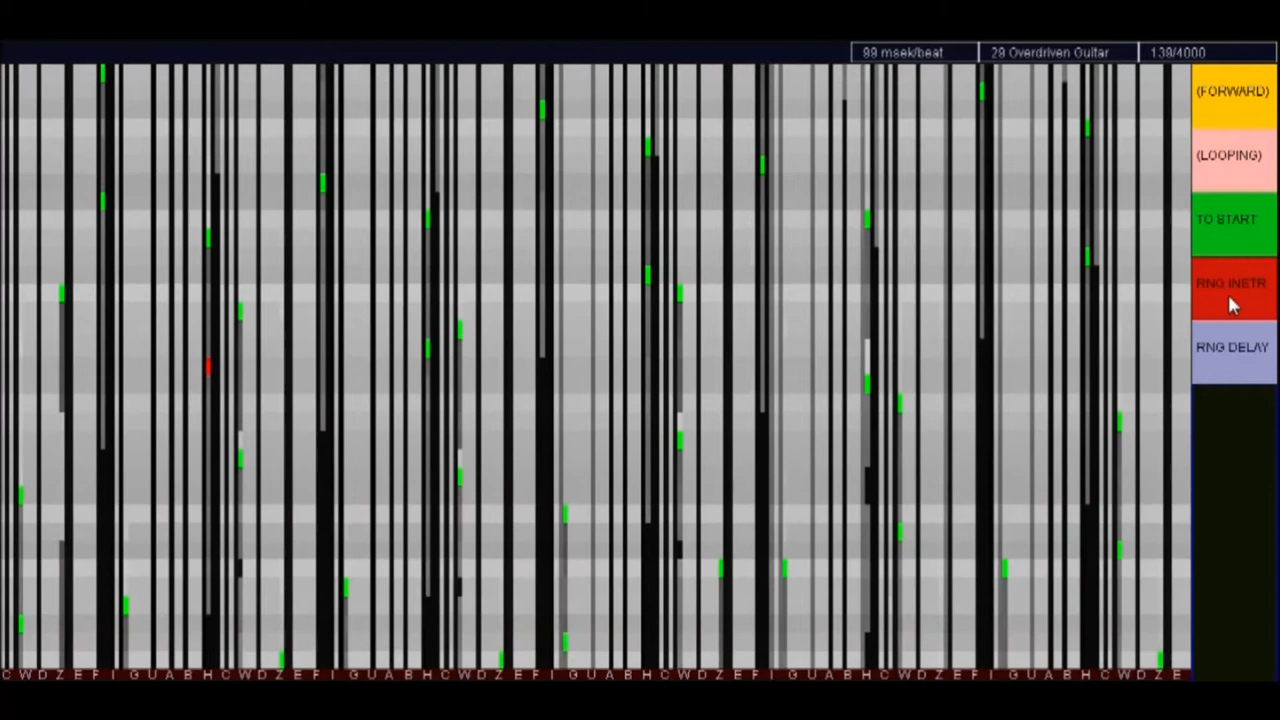 99 msek/beat 29 Overdriven Guitar 139/4000
(FORWARD)
(LOOPING)
TO START
RNG INSTR
RNG DELAY
C W D Z E F I G U A B H C W D Z E F I G U A B H C W D Z E F I G U A B H C W D Z E F I G U A B H C W D Z E F I G U A B H C W D Z E